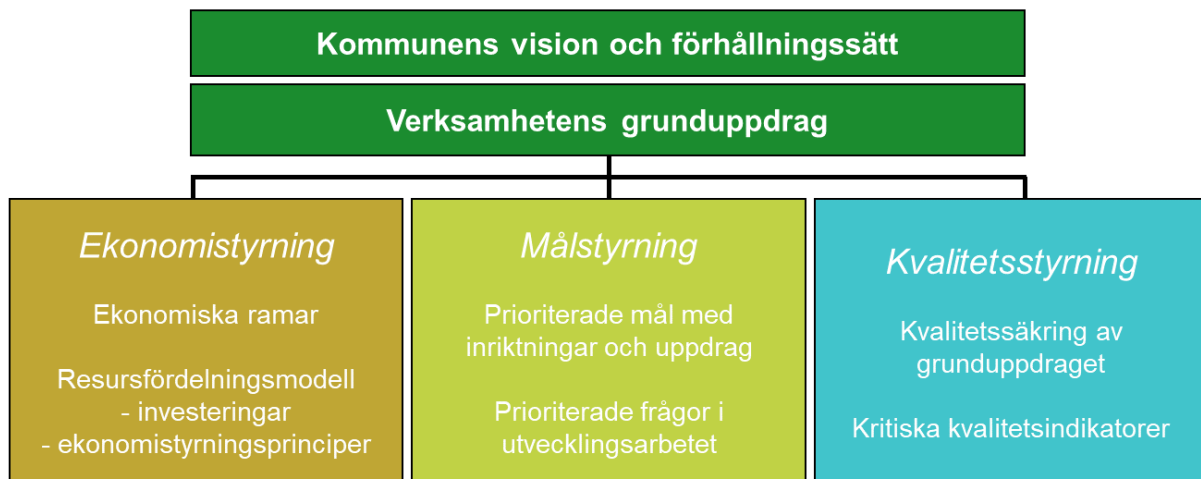 Kommunens vision och förhållningssätt
Verksamhetens grunduppdrag
Ekonomistyrning
Ekonomiska ramar
Resursfördelningsmodell
- investeringar
- ekonomistyrningsprinciper
Målstyrning
Prioriterade mål med
inriktningar och uppdrag
Prioriterade frågor i
utvecklingsarbetet
Kvalitetsstyrning
Kvalitetssäkring av
grunduppdraget
Kritiska kvalitetsindikatorer